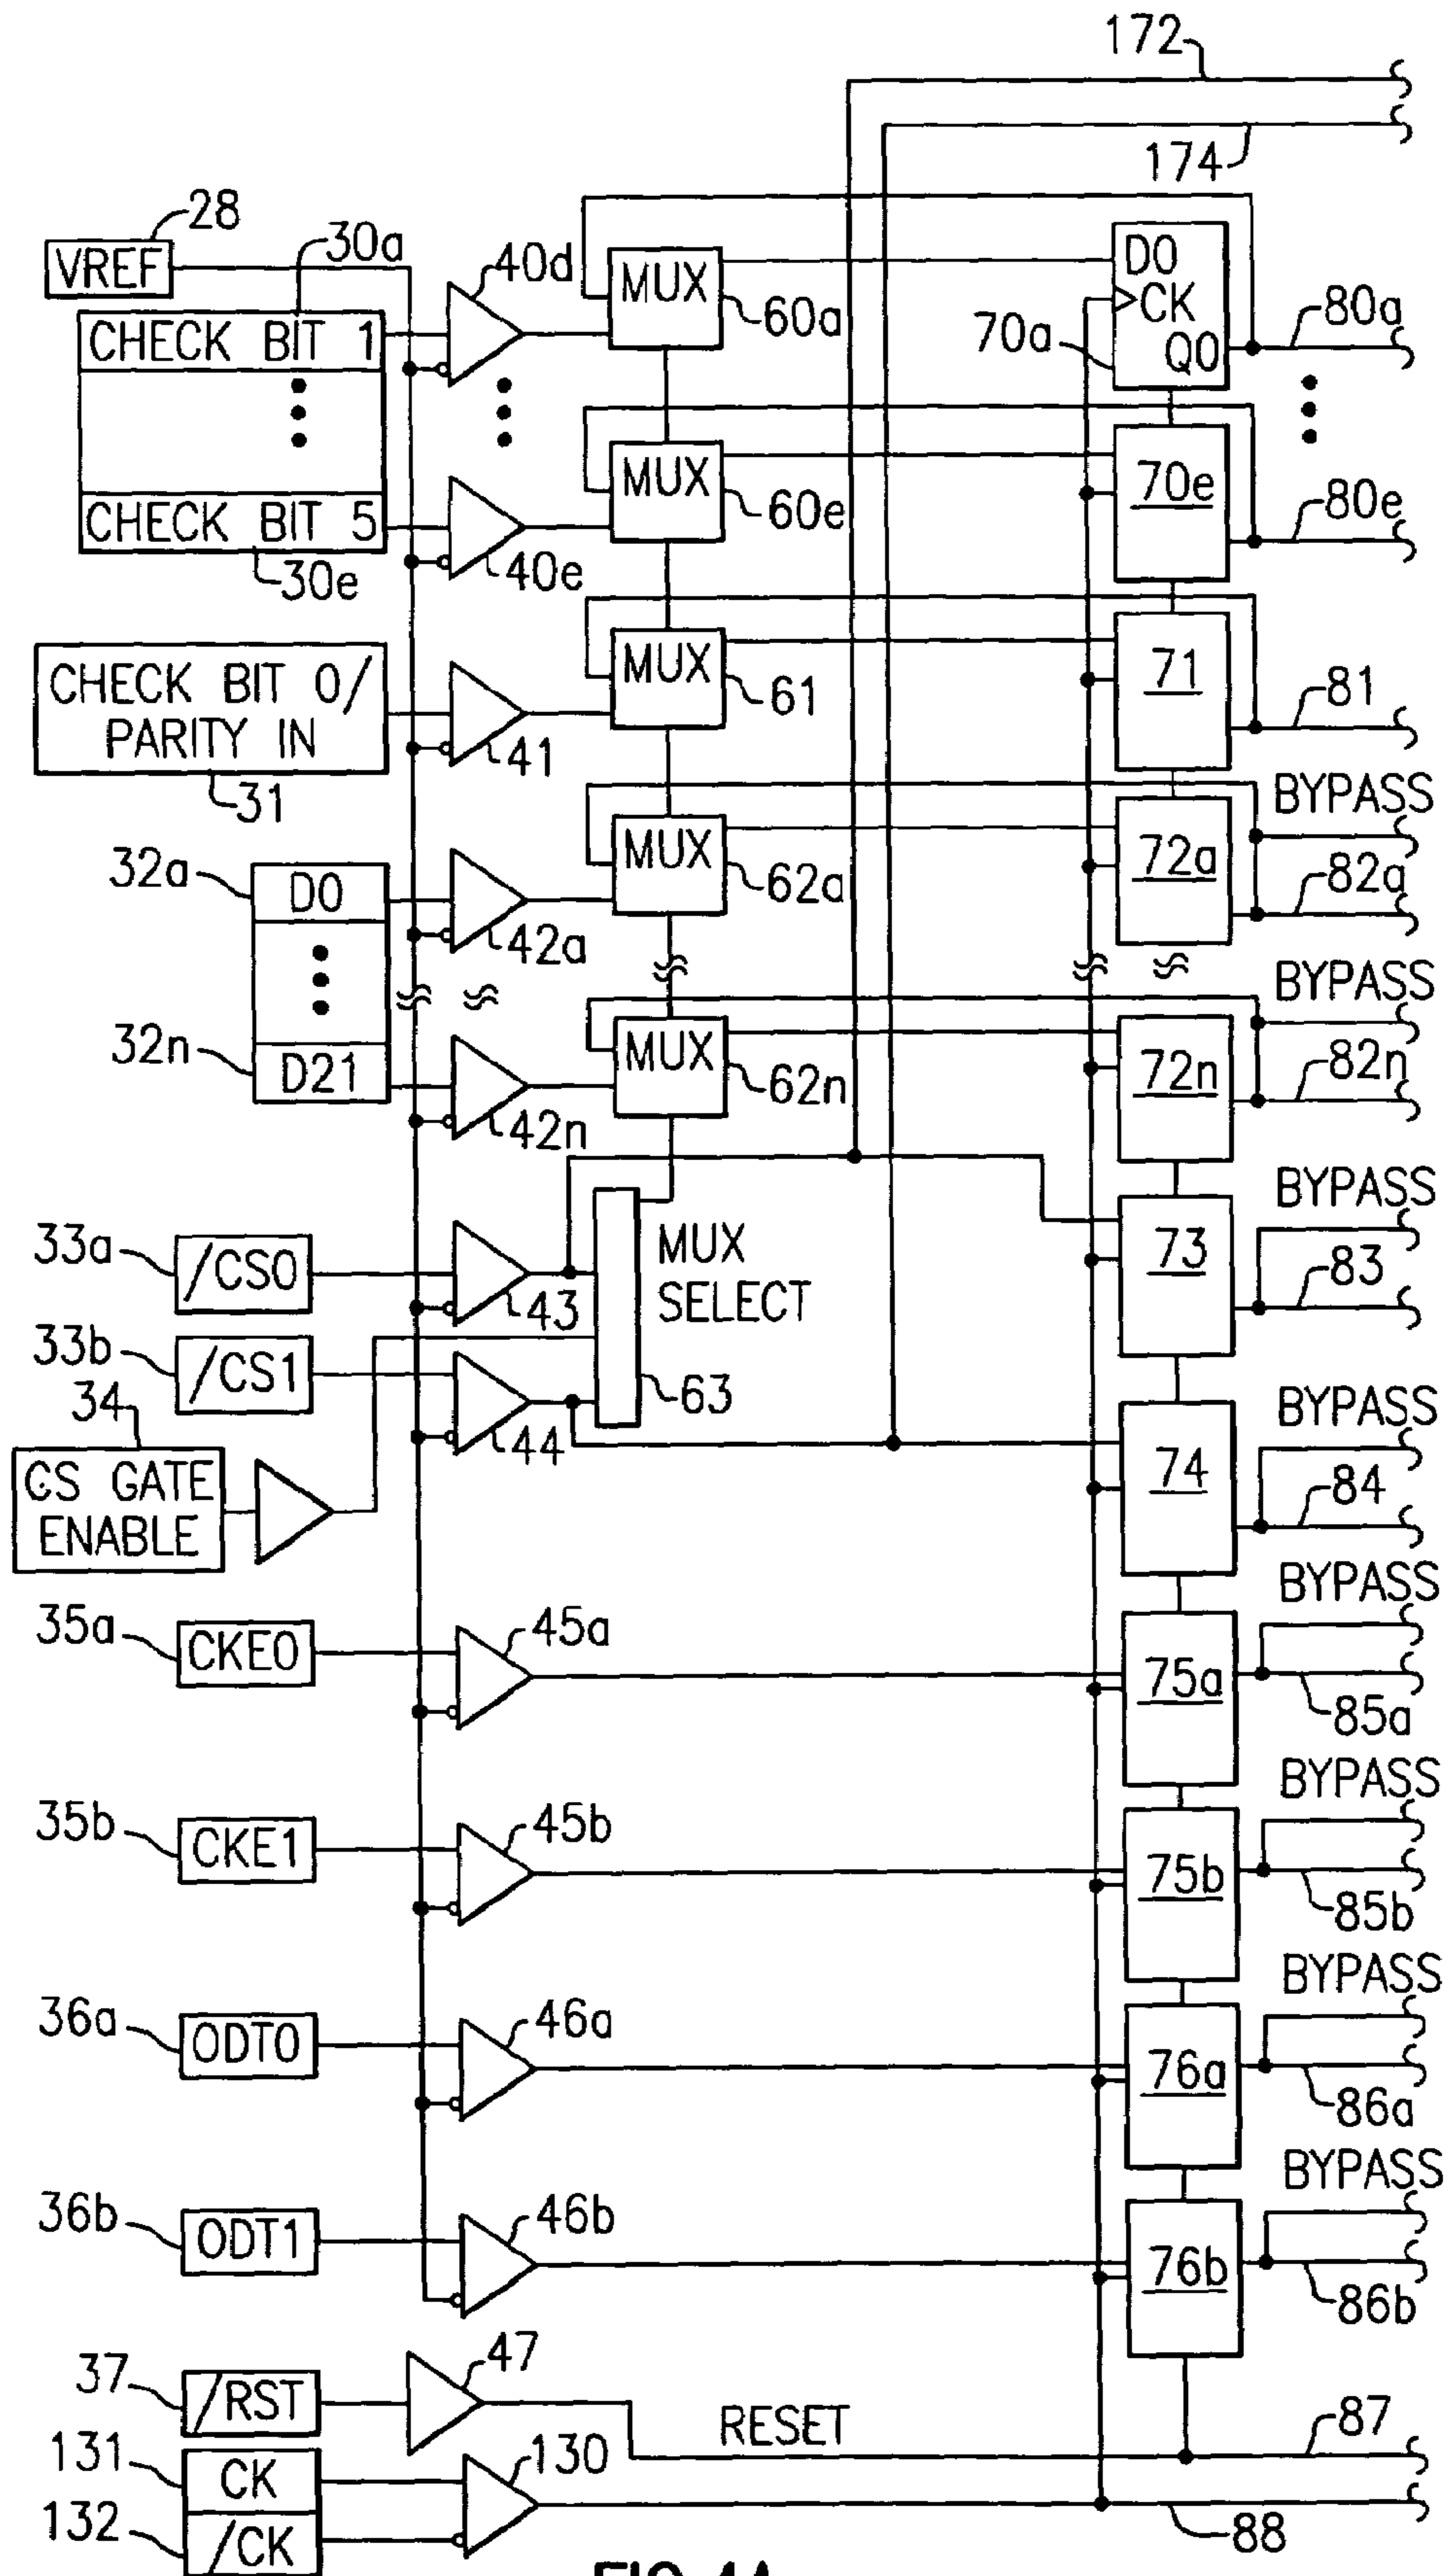 172
174
28
VREF
30a
40d
MUX
60a
D0
CK
Q0
70a
80a
CHECK BIT 1
CHECK BIT 5
30e
40e
MUX
60e
70e
80e
CHECK BIT 0/
PARITY IN
31
41
MUX
61
71
81
BYPASS
32a
D0
42a
MUX
62a
72a
82a
BYPASS
32n
D21
42n
MUX
62n
72n
82n
BYPASS
33a
/CS0
43
MUX
SELECT
73
83
33b
/CS1
44
63
BYPASS
34
CS GATE
ENABLE
74
84
BYPASS
35a
CKE0
45a
75a
85a
BYPASS
35b
CKE1
45b
75b
85b
BYPASS
36a
ODT0
46a
76a
86a
BYPASS
36b
ODT1
46b
76b
86b
37
/RST
47
RESET
87
131
CK
130
132
/CK
88